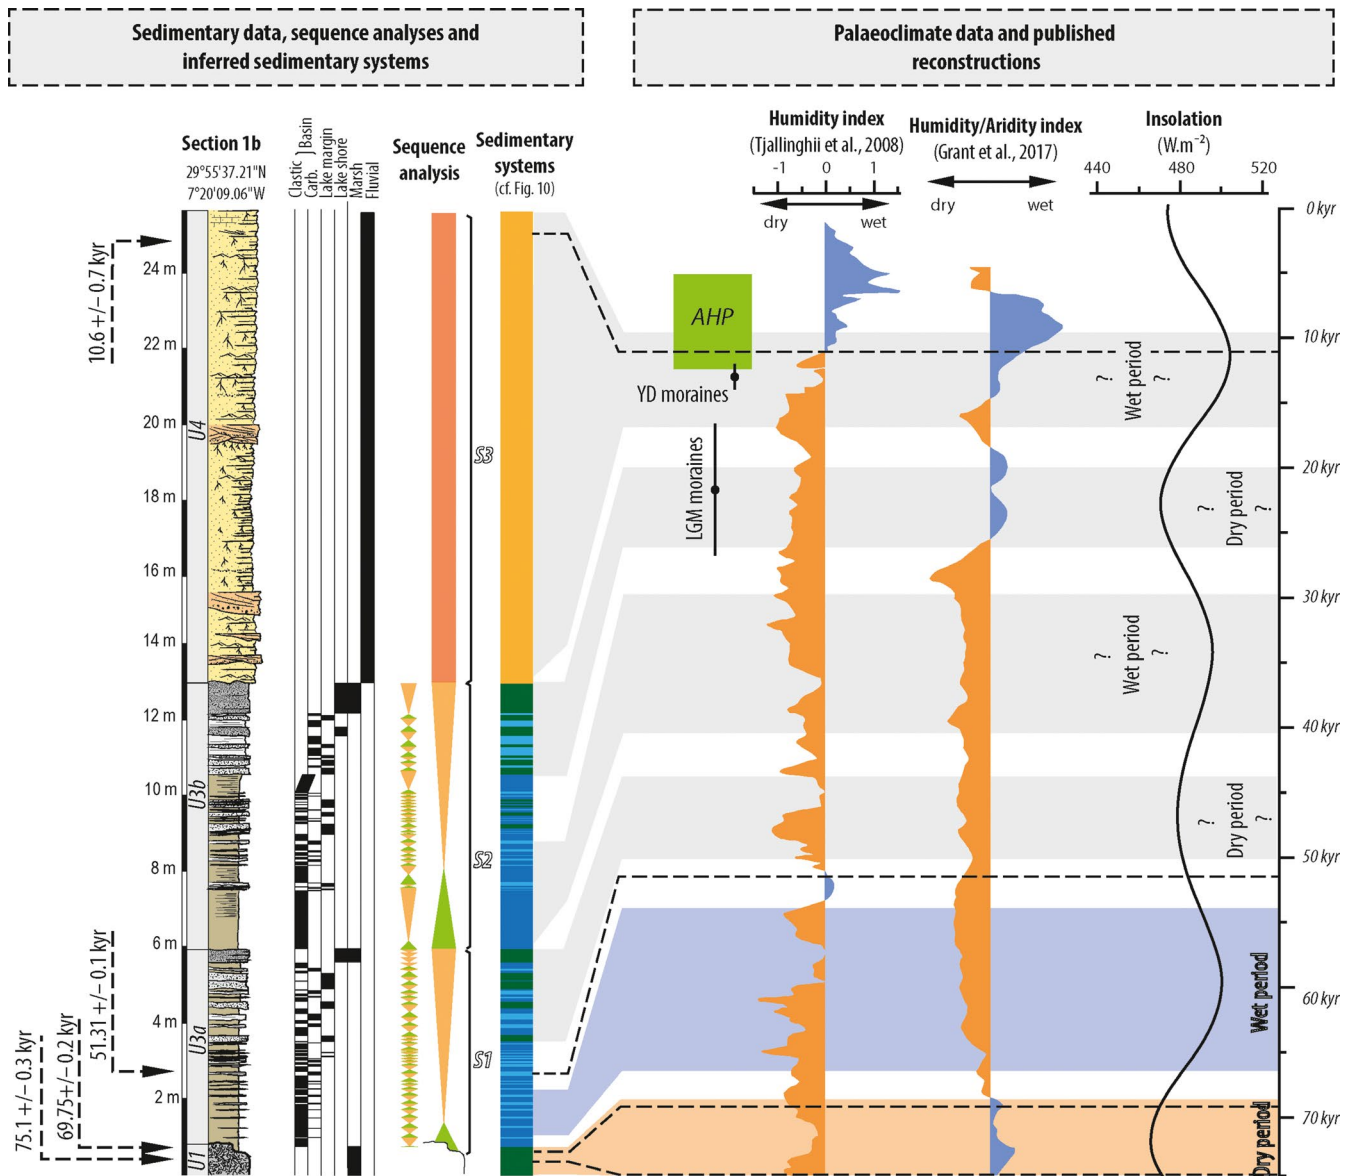 Sedimentary data, sequence analyses and
inferred sedimentary systems
Palaeoclimate data and published
reconstructions
Section 1b
29°55'37.21"N
7°20'09.06"W
Clastic
Carb.
] Basin
Lake margin
Lake shore
Marsh
Fluvial
Sequence
analysis
Sedimentary
systems
(cf. Fig. 10)
Humidity index
(Tjallinghii et al., 2008)
-1 0 1
dry wet
Humidity/Aridity index
(Grant et al., 2017)
dry wet
Insolation
(W.m⁻²)
440 480 520
0 kyr
10 kyr
20 kyr
30 kyr
40 kyr
50 kyr
60 kyr
70 kyr
24 m
22 m
20 m
18 m
16 m
14 m
12 m
10 m
8 m
6 m
4 m
2 m
U4
U3b
U3a
U1
10.6 +/- 0.7 kyr
51.31 +/- 0.1 kyr
69.75+/- 0.2 kyr
75.1 +/- 0.3 kyr
S3
S2
S1
AHP
YD moraines
LGM moraines
? Wet period ?
? Dry period ?
? Wet period ?
? Dry period ?
Wet period
Dry period